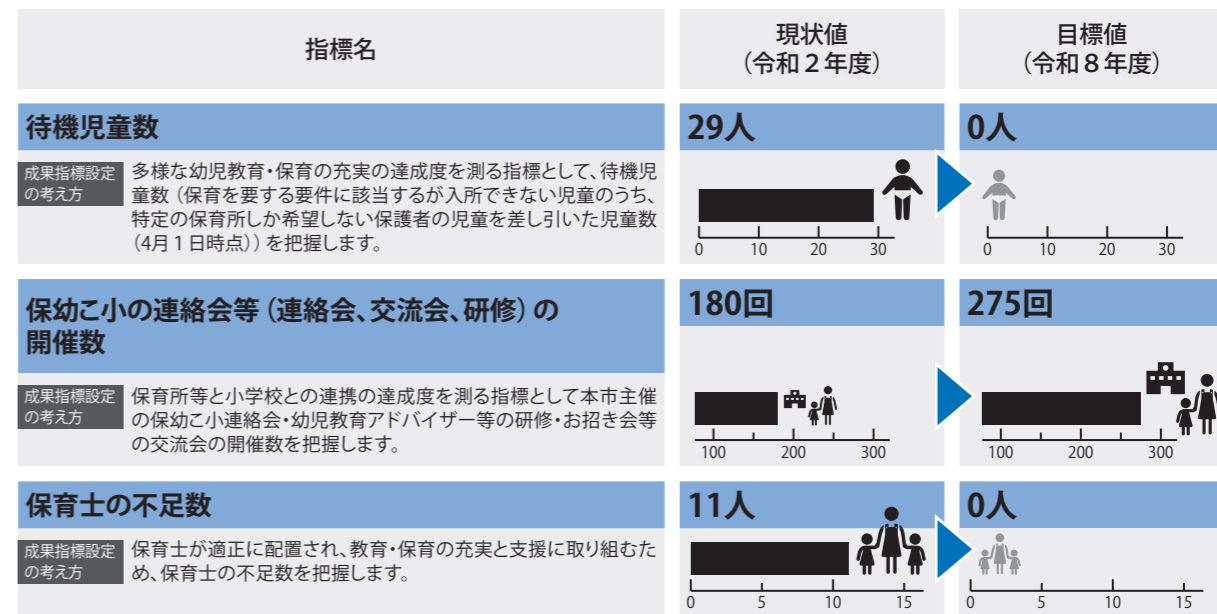 指標名
現状値
（令和２年度）
目標値
（令和８年度）
待機児童数
29人
0人
成果指標設定
の考え方
多様な幼児教育・保育の充実の達成度を測る指標として、待機児
童数（保育を要する要件に該当するが入所できない児童のうち、
特定の保育所しか希望しない保護者の児童を差し引いた児童数
（4月１日時点））を把握します。
0 10 20 30
0 10 20 30
保幼こ小の連絡会等（連絡会、交流会、研修）の
開催数
180回
275回
成果指標設定
の考え方
保育所等と小学校との連携の達成度を測る指標として本市主催
の保幼こ小連絡会・幼児教育アドバイザー等の研修・お招き会等
の交流会の開催数を把握します。
100 200 300
100 200 300
保育士の不足数
11人
0人
成果指標設定
の考え方
保育士が適正に配置され、教育・保育の充実と支援に取り組むた
め、保育士の不足数を把握します。
0 5 10 15
0 5 10 15